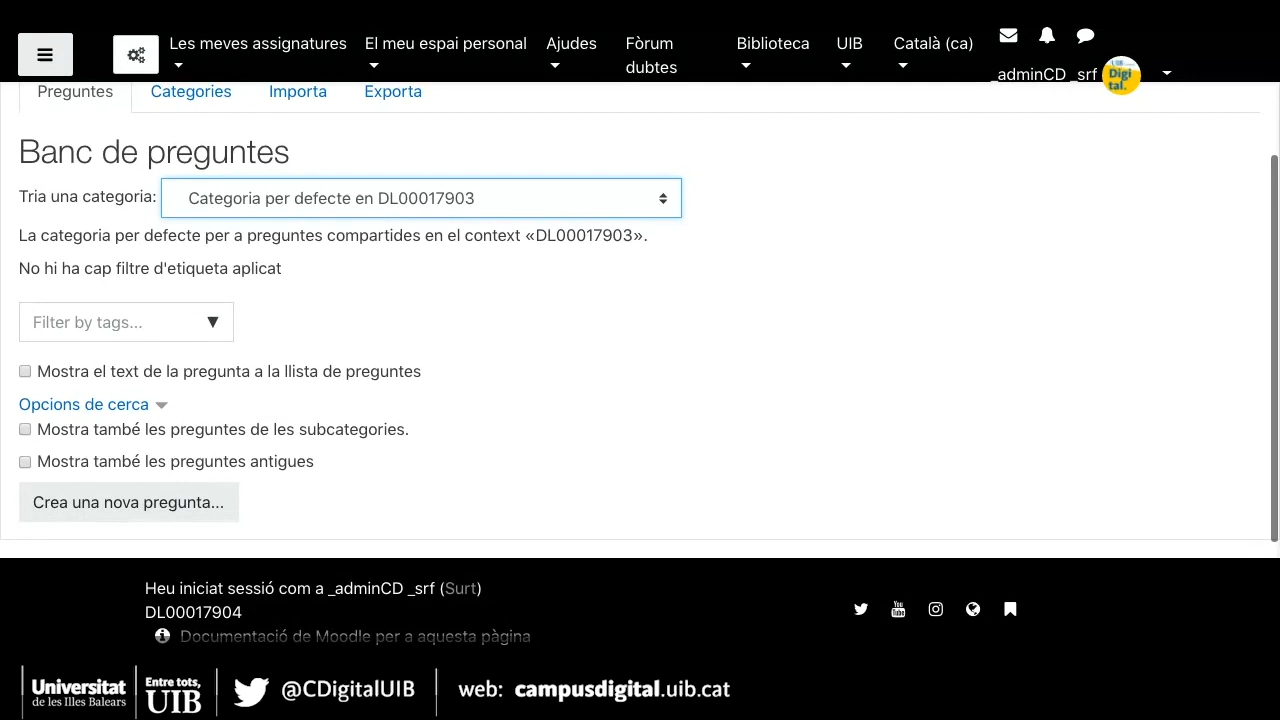 Les meves assignatures
El meu espai personal
Ajudes
Fòrum dubtes
Biblioteca
UIB
Català (ca)
_adminCD _srf
Digi
tal.
Preguntes
Categories
Importa
Exporta
Banc de preguntes
Tria una categoria: Categoria per defecte en DL00017903
La categoria per defecte per a preguntes compartides en el context «DL00017903».
No hi ha cap filtre d'etiqueta aplicat
Filter by tags...
Mostra el text de la pregunta a la llista de preguntes
Opcions de cerca
Mostra també les preguntes de les subcategories.
Mostra també les preguntes antigues
Crea una nova pregunta...
Heu iniciat sessió com a _adminCD _srf (Surt)
DL00017904
Documentació de Moodle per a aquesta pàgina
Universitat
de les Illes Balears
Entre tots,
UIB
@CDigitalUIB
web: campusdigital.uib.cat